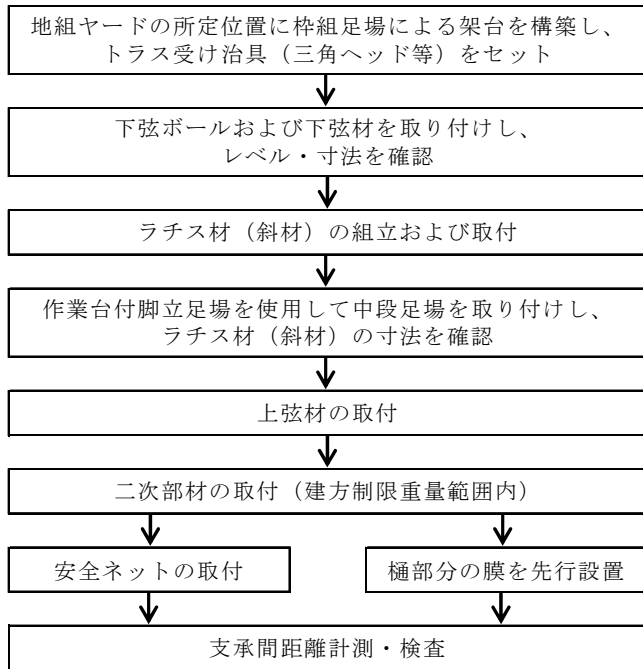 地組ヤードの所定位置に枠組足場による架台を構築し、
トラス受け治具（三角ヘッド等）をセット
下弦ボールおよび下弦材を取り付けし、
レベル・寸法を確認
ラチス材（斜材）の組立および取付
作業台付脚立足場を使用して中段足場を取り付けし、
ラチス材（斜材）の寸法を確認
上弦材の取付
二次部材の取付（建方制限重量範囲内）
安全ネットの取付
樋部分の膜を先行設置
支承間距離計測・検査